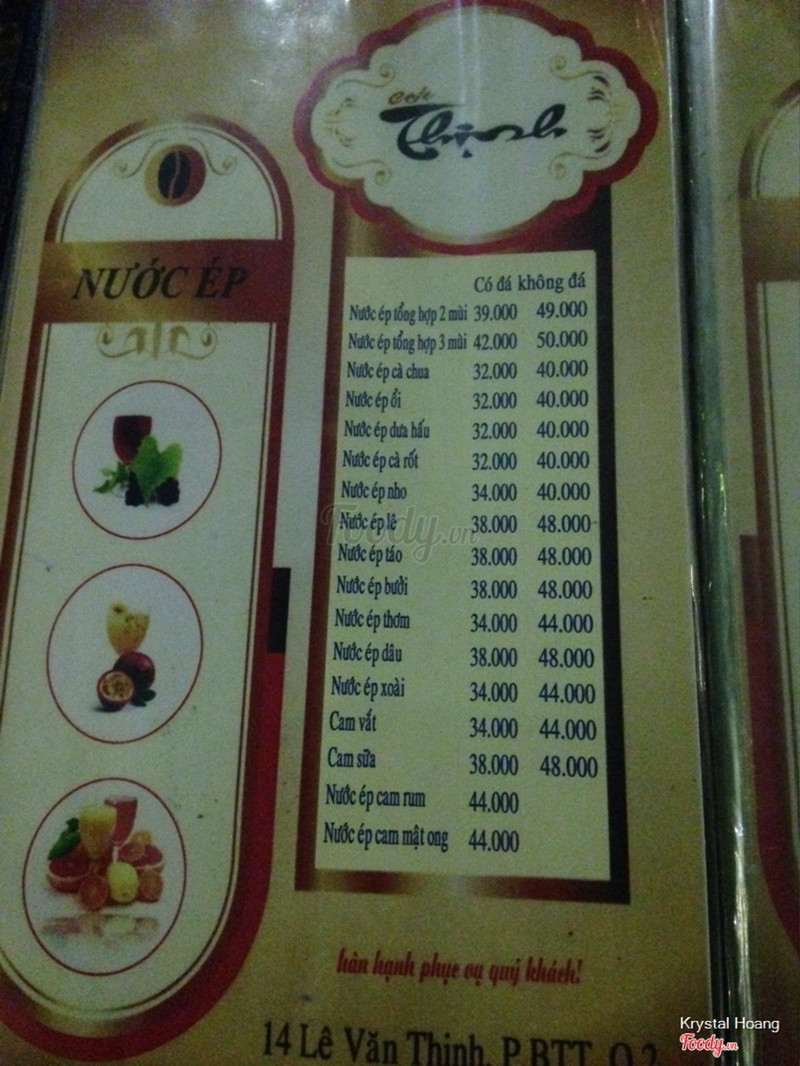 Cafe
Thịnh
NƯỚC ÉP
Có đá không đá
Nước ép tổng hợp 2 mùi 39.000 49.000
Nước ép tổng hợp 3 mùi 42.000 50.000
Nước ép cà chua 32.000 40.000
Nước ép ổi 32.000 40.000
Nước ép dưa hấu 32.000 40.000
Nước ép cà rốt 32.000 40.000
Nước ép nho 34.000 40.000
Nước ép lê 38.000 48.000
Nước ép táo 38.000 48.000
Nước ép bưởi 38.000 48.000
Nước ép thơm 34.000 44.000
Nước ép dâu 38.000 48.000
Nước ép xoài 34.000 44.000
Cam vắt 34.000 44.000
Cam sữa 38.000 48.000
Nước ép cam rum 44.000
Nước ép cam mật ong 44.000
hân hạnh phục vụ quý khách!
14 Lê Văn Thịnh, P.BTT, Q.2
Foody.vn
Krystal Hoang
Foody.vn